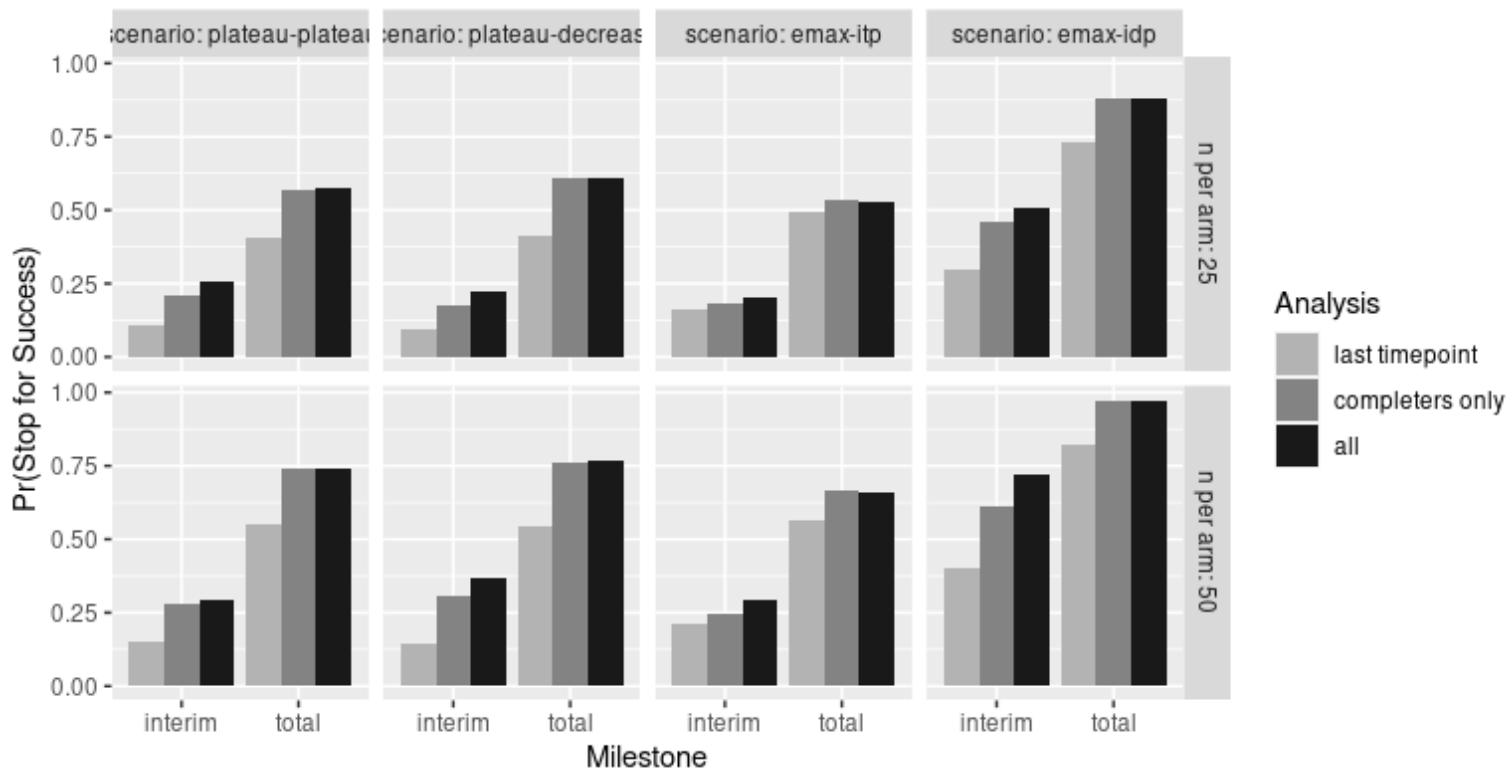 scenario: plateau-plateau
scenario: plateau-decreas
scenario: emax-itp
scenario: emax-idp
1.00
0.75
0.50
0.25
0.00
n per arm: 25
1.00
0.75
0.50
0.25
0.00
n per arm: 50
Pr(Stop for Success)
interim
total
interim
total
interim
total
interim
total
Milestone
Analysis
last timepoint
completers only
all